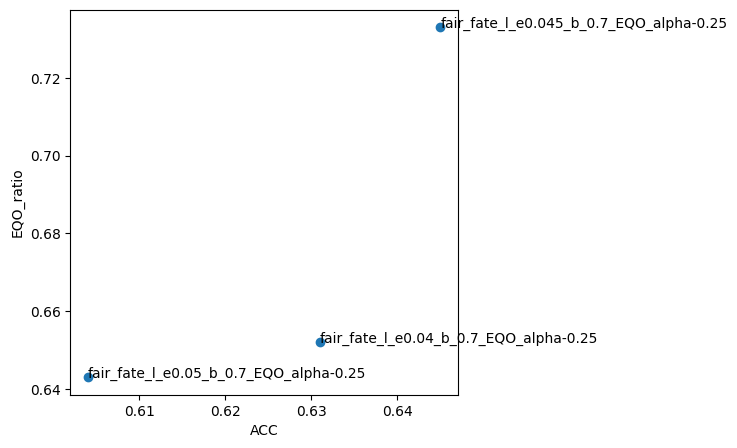 fair_fate_l_e0.045_b_0.7_EQO_alpha-0.25
0.72
0.70
EQO_ratio
0.68
0.66
fair_fate_l_e0.04_b_0.7_EQO_alpha-0.25
fair_fate_l_e0.05_b_0.7_EQO_alpha-0.25
0.64
0.61 0.62 0.63 0.64
ACC